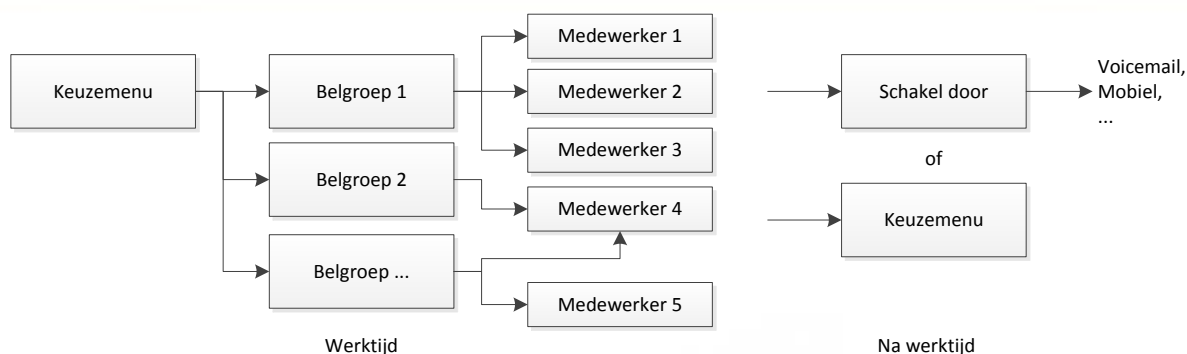 Keuzemenu
Belgroep 1
Belgroep 2
Belgroep ...
Medewerker 1
Medewerker 2
Medewerker 3
Medewerker 4
Medewerker 5
Werktijd
Schakel door
Voicemail,
Mobiel,
...
of
Keuzemenu
Na werktijd